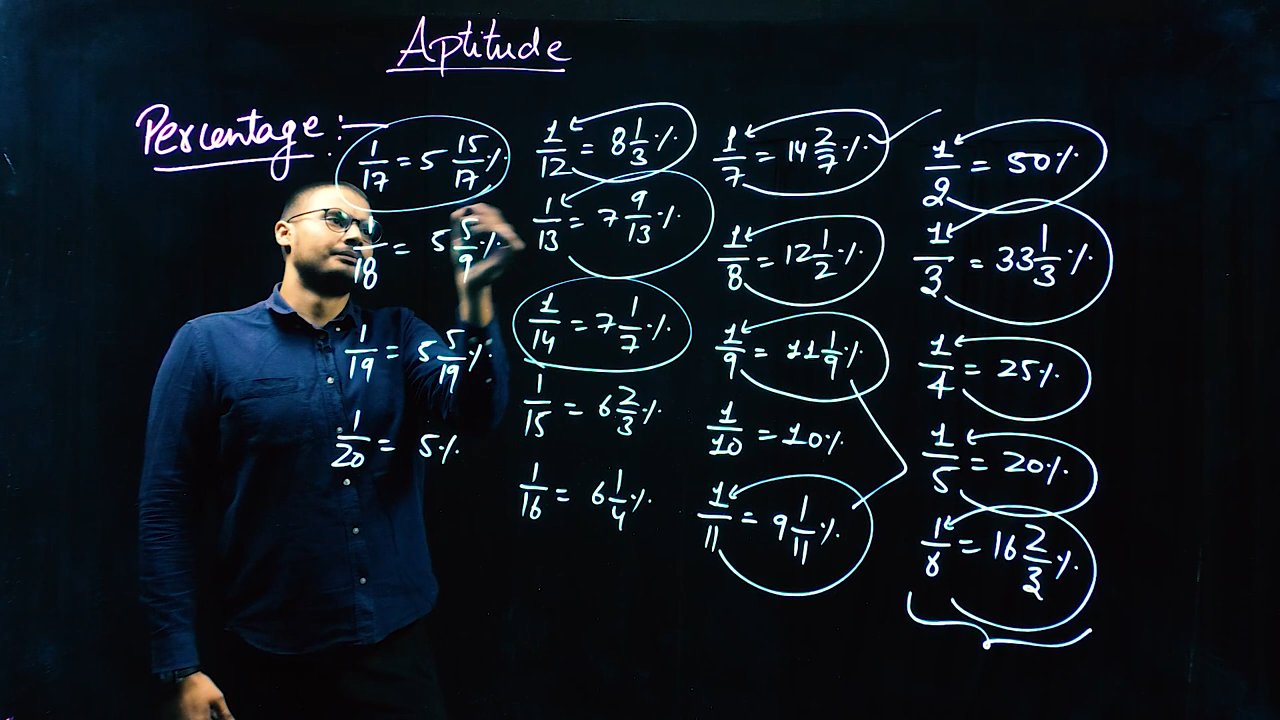 Aptitude
Percentage :-
1/17 = 5 15/17 %
1/18 = 5 5/9 %
1/19 = 5 5/19 %
1/20 = 5%
1/12 = 8 1/3 %
1/13 = 7 9/13 %
1/14 = 7 1/7 %
1/15 = 6 2/3 %
1/16 = 6 1/4 %
1/7 = 14 2/7 %
1/8 = 12 1/2 %
1/9 = 11 1/9 %
1/10 = 10%
1/11 = 9 1/11 %
1/2 = 50%
1/3 = 33 1/3 %
1/4 = 25%
1/5 = 20%
1/8 = 16 2/3 %